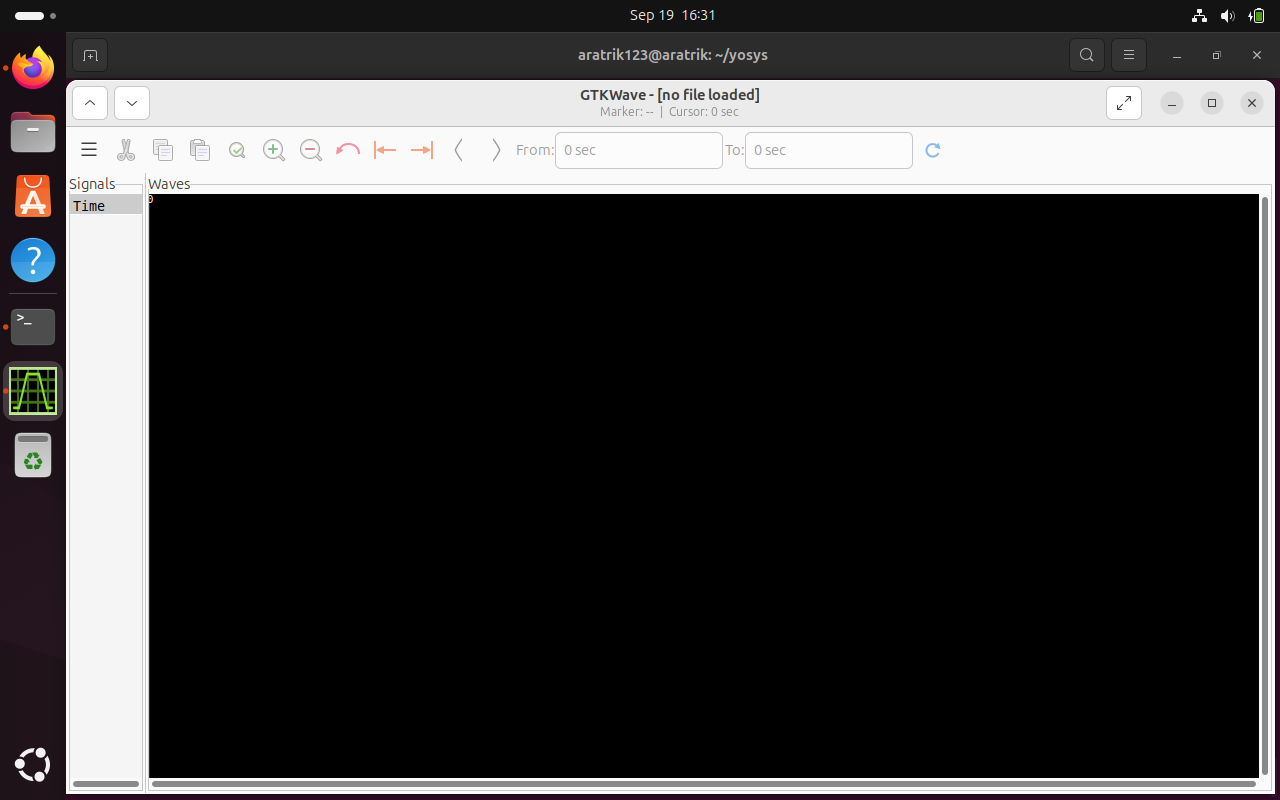 Sep 19 16:31
aratrik123@aratrik: ~/yosys
GTKWave - [no file loaded]
Marker: -- | Cursor: 0 sec
From: 0 sec To: 0 sec
Signals
Waves
Time
0